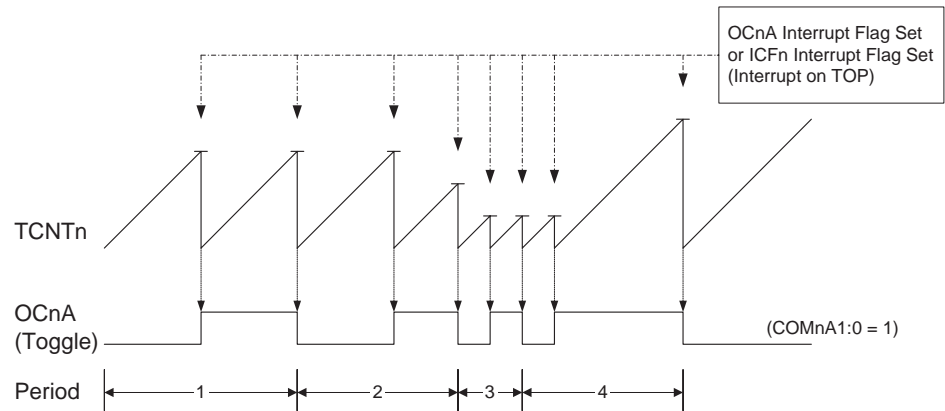 OCnA Interrupt Flag Set
or ICFn Interrupt Flag Set
(Interrupt on TOP)
TCNTn
OCnA
(Toggle)
(COMnA1:0 = 1)
Period
1
2
3
4